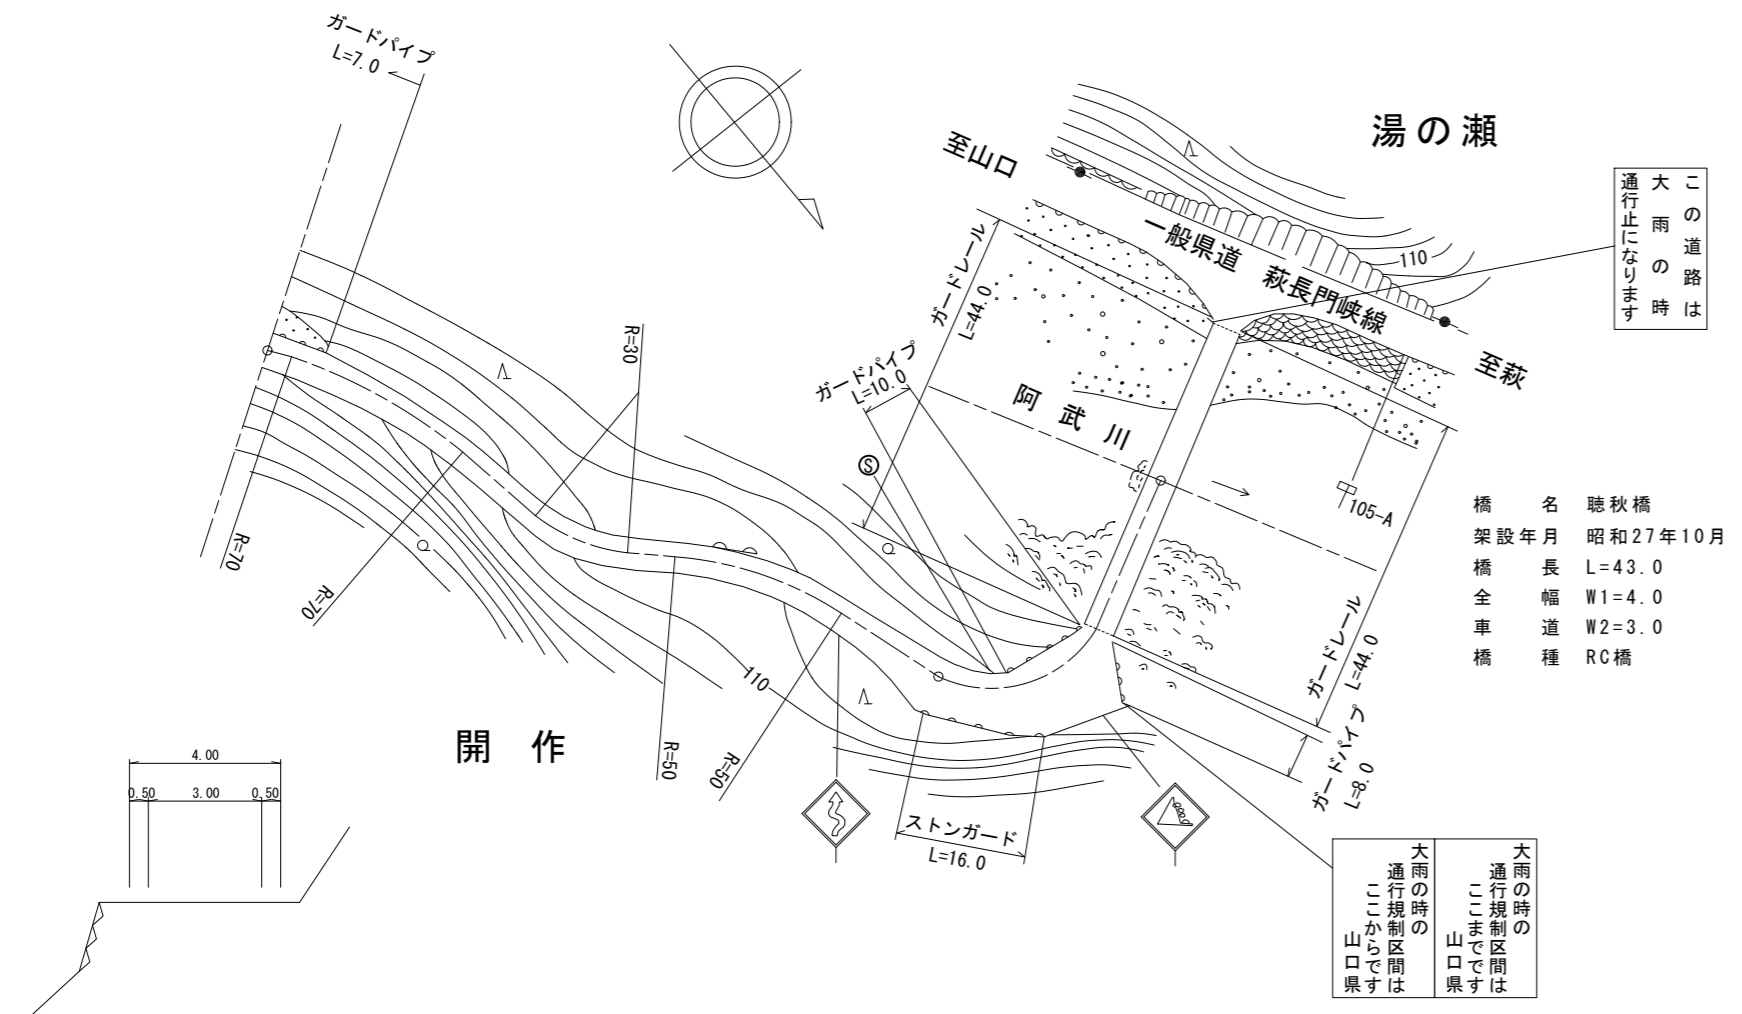 ガードパイプ
L=7.0
湯の瀬
至山口
一般県道 萩長門峡線
至萩
110
この道路は
大雨の時
通行止になります
ガードレール
L=44.0
ガードパイプ
L=10.0
阿武川
R=30
Ⓢ
105-A
橋名 聴秋橋
架設年月 昭和27年10月
橋長 L=43.0
全幅 W1=4.0
車道 W2=3.0
橋種 RC橋
R=70
R=70
110
R=50
R=50
開作
ガードレール
L=44.0
ガードパイプ
L=8.0
ストンガード
L=16.0
4.00
0.50 3.00 0.50
大雨の時の
通行規制区間は
ここまでです
山口県
大雨の時の
通行規制区間は
ここからです
山口県